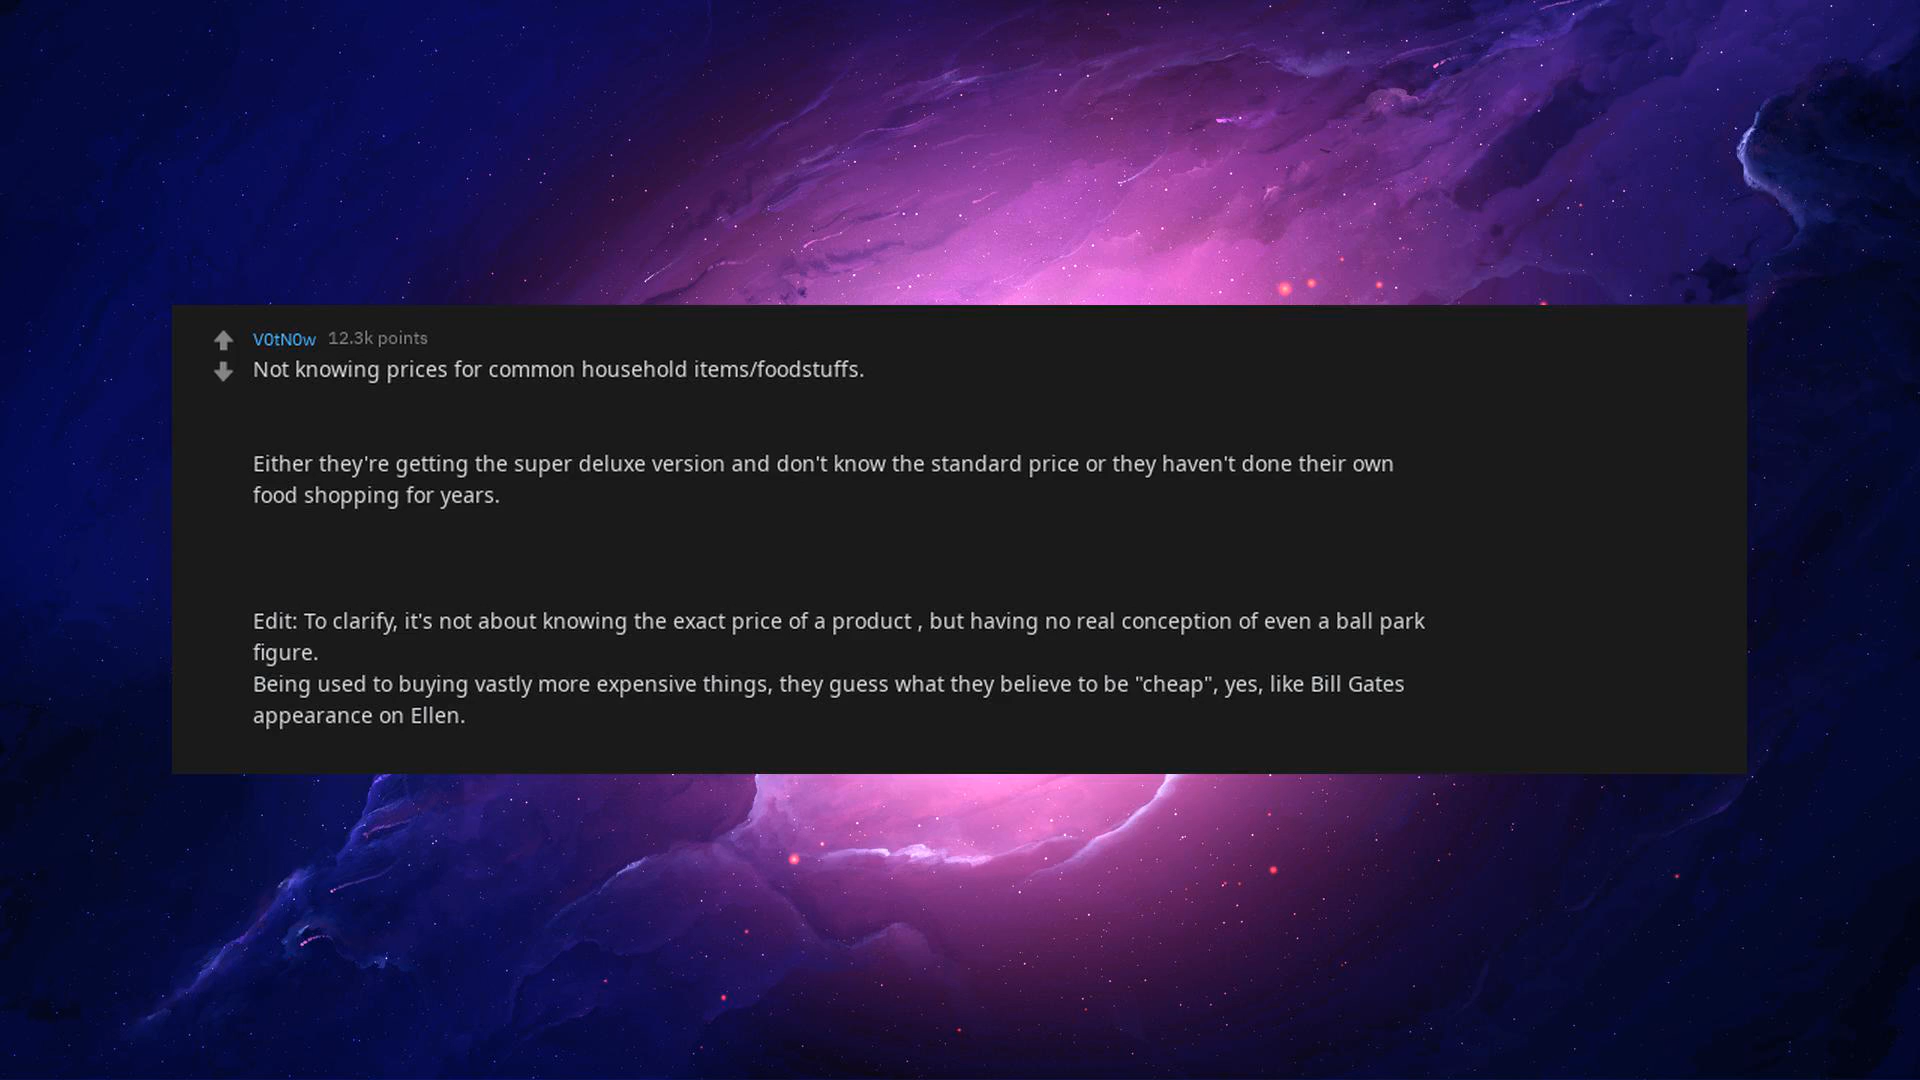 V0tN0w 12.3k points
Not knowing prices for common household items/foodstuffs.
Either they're getting the super deluxe version and don't know the standard price or they haven't done their own
food shopping for years.
Edit: To clarify, it's not about knowing the exact price of a product , but having no real conception of even a ball park
figure.
Being used to buying vastly more expensive things, they guess what they believe to be "cheap", yes, like Bill Gates
appearance on Ellen.